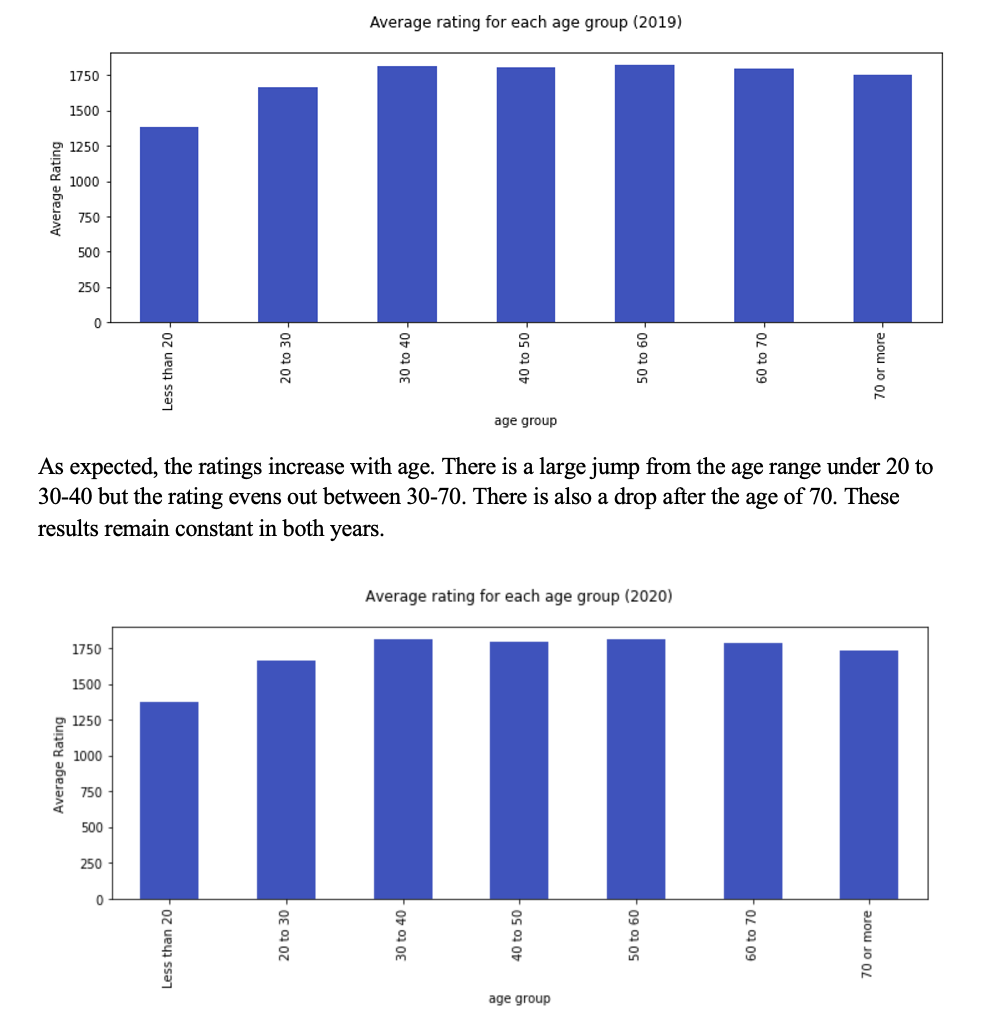 Average rating for each age group (2019)
1750
1500
1250
1000
750
500
250
0
Average Rating
Less than 20
20 to 30
30 to 40
40 to 50
50 to 60
60 to 70
70 or more
age group
As expected, the ratings increase with age. There is a large jump from the age range under 20 to
30-40 but the rating evens out between 30-70. There is also a drop after the age of 70. These
results remain constant in both years.
Average rating for each age group (2020)
1750
1500
1250
1000
750
500
250
0
Average Rating
Less than 20
20 to 30
30 to 40
40 to 50
50 to 60
60 to 70
70 or more
age group